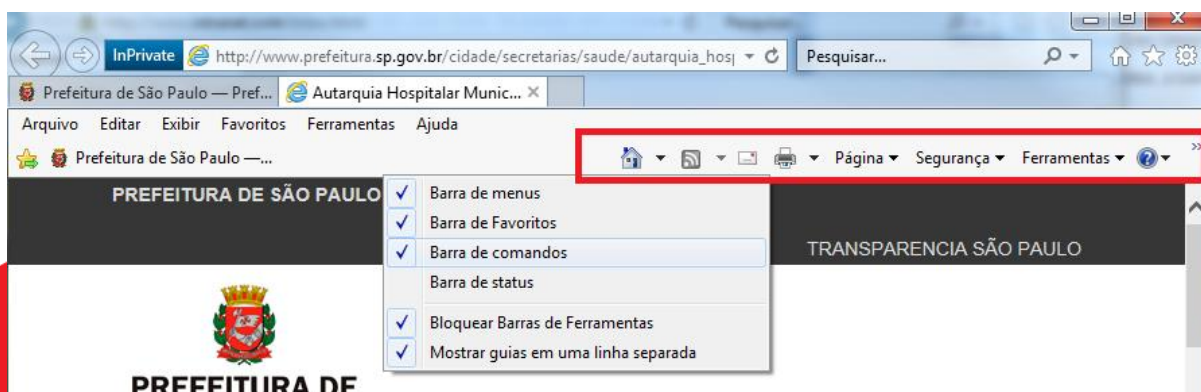 InPrivate http://www.prefeitura.sp.gov.br/cidade/secretarias/saude/autarquia_hosp Pesquisar...
Prefeitura de São Paulo — Pref... Autarquia Hospitalar Munic...
Arquivo Editar Exibir Favoritos Ferramentas Ajuda
Prefeitura de São Paulo —... Página Segurança Ferramentas
PREFEITURA DE SÃO PAULO
Barra de menus
Barra de Favoritos
Barra de comandos
TRANSPARENCIA SÃO PAULO
Barra de status
Bloquear Barras de Ferramentas
Mostrar guias em uma linha separada
PREFEITURA DE